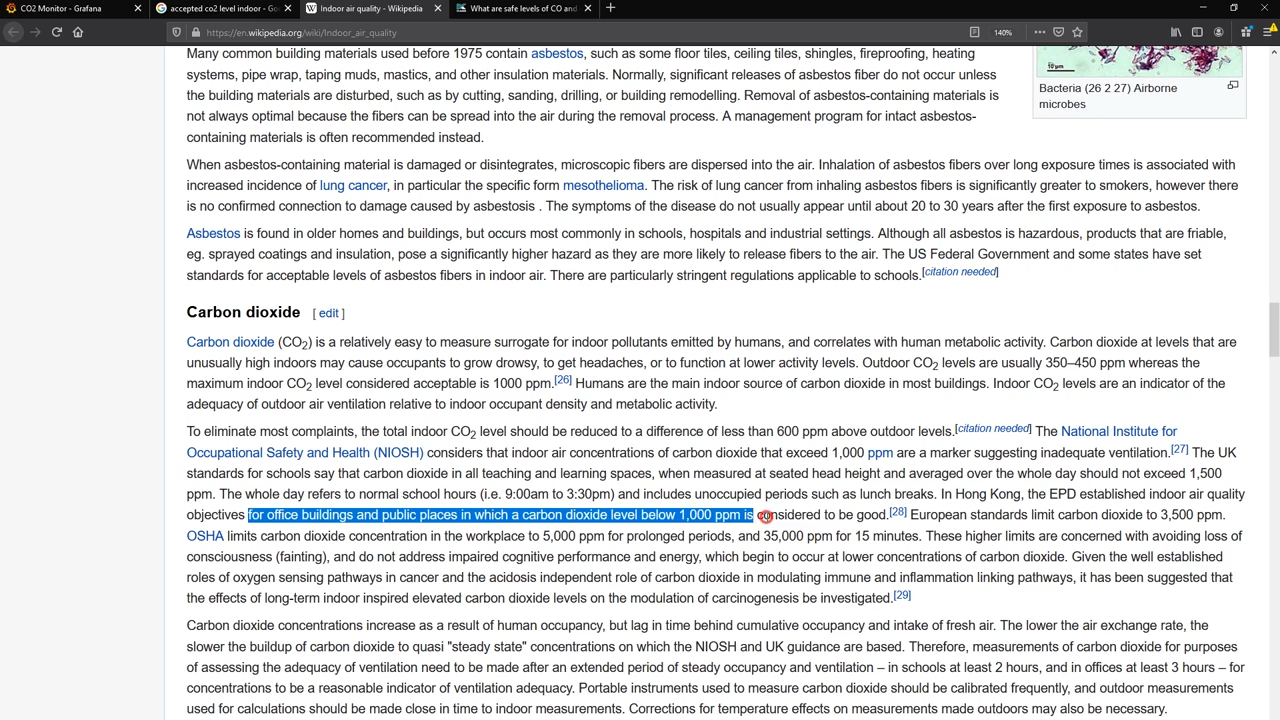 CO2 Monitor - Grafana
accepted co2 level indoor - Goo
Indoor air quality - Wikipedia
What are safe levels of CO and
https://en.wikipedia.org/wiki/Indoor_air_quality
140%
Many common building materials used before 1975 contain asbestos, such as some floor tiles, ceiling tiles, shingles, fireproofing, heating
systems, pipe wrap, taping muds, mastics, and other insulation materials. Normally, significant releases of asbestos fiber do not occur unless
the building materials are disturbed, such as by cutting, sanding, drilling, or building remodelling. Removal of asbestos-containing materials is
not always optimal because the fibers can be spread into the air during the removal process. A management program for intact asbestos-
containing materials is often recommended instead.
10 µm
Bacteria (26 2 27) Airborne
microbes
When asbestos-containing material is damaged or disintegrates, microscopic fibers are dispersed into the air. Inhalation of asbestos fibers over long exposure times is associated with
increased incidence of lung cancer, in particular the specific form mesothelioma. The risk of lung cancer from inhaling asbestos fibers is significantly greater to smokers, however there
is no confirmed connection to damage caused by asbestosis . The symptoms of the disease do not usually appear until about 20 to 30 years after the first exposure to asbestos.
Asbestos is found in older homes and buildings, but occurs most commonly in schools, hospitals and industrial settings. Although all asbestos is hazardous, products that are friable,
eg. sprayed coatings and insulation, pose a significantly higher hazard as they are more likely to release fibers to the air. The US Federal Government and some states have set
standards for acceptable levels of asbestos fibers in indoor air. There are particularly stringent regulations applicable to schools.[citation needed]
Carbon dioxide [ edit ]
Carbon dioxide (CO2) is a relatively easy to measure surrogate for indoor pollutants emitted by humans, and correlates with human metabolic activity. Carbon dioxide at levels that are
unusually high indoors may cause occupants to grow drowsy, to get headaches, or to function at lower activity levels. Outdoor CO2 levels are usually 350–450 ppm whereas the
maximum indoor CO2 level considered acceptable is 1000 ppm.[26] Humans are the main indoor source of carbon dioxide in most buildings. Indoor CO2 levels are an indicator of the
adequacy of outdoor air ventilation relative to indoor occupant density and metabolic activity.
To eliminate most complaints, the total indoor CO2 level should be reduced to a difference of less than 600 ppm above outdoor levels.[citation needed] The National Institute for
Occupational Safety and Health (NIOSH) considers that indoor air concentrations of carbon dioxide that exceed 1,000 ppm are a marker suggesting inadequate ventilation.[27] The UK
standards for schools say that carbon dioxide in all teaching and learning spaces, when measured at seated head height and averaged over the whole day should not exceed 1,500
ppm. The whole day refers to normal school hours (i.e. 9:00am to 3:30pm) and includes unoccupied periods such as lunch breaks. In Hong Kong, the EPD established indoor air quality
objectives for office buildings and public places in which a carbon dioxide level below 1,000 ppm is considered to be good.[28] European standards limit carbon dioxide to 3,500 ppm.
OSHA limits carbon dioxide concentration in the workplace to 5,000 ppm for prolonged periods, and 35,000 ppm for 15 minutes. These higher limits are concerned with avoiding loss of
consciousness (fainting), and do not address impaired cognitive performance and energy, which begin to occur at lower concentrations of carbon dioxide. Given the well established
roles of oxygen sensing pathways in cancer and the acidosis independent role of carbon dioxide in modulating immune and inflammation linking pathways, it has been suggested that
the effects of long-term indoor inspired elevated carbon dioxide levels on the modulation of carcinogenesis be investigated.[29]
Carbon dioxide concentrations increase as a result of human occupancy, but lag in time behind cumulative occupancy and intake of fresh air. The lower the air exchange rate, the
slower the buildup of carbon dioxide to quasi "steady state" concentrations on which the NIOSH and UK guidance are based. Therefore, measurements of carbon dioxide for purposes
of assessing the adequacy of ventilation need to be made after an extended period of steady occupancy and ventilation – in schools at least 2 hours, and in offices at least 3 hours – for
concentrations to be a reasonable indicator of ventilation adequacy. Portable instruments used to measure carbon dioxide should be calibrated frequently, and outdoor measurements
used for calculations should be made close in time to indoor measurements. Corrections for temperature effects on measurements made outdoors may also be necessary.